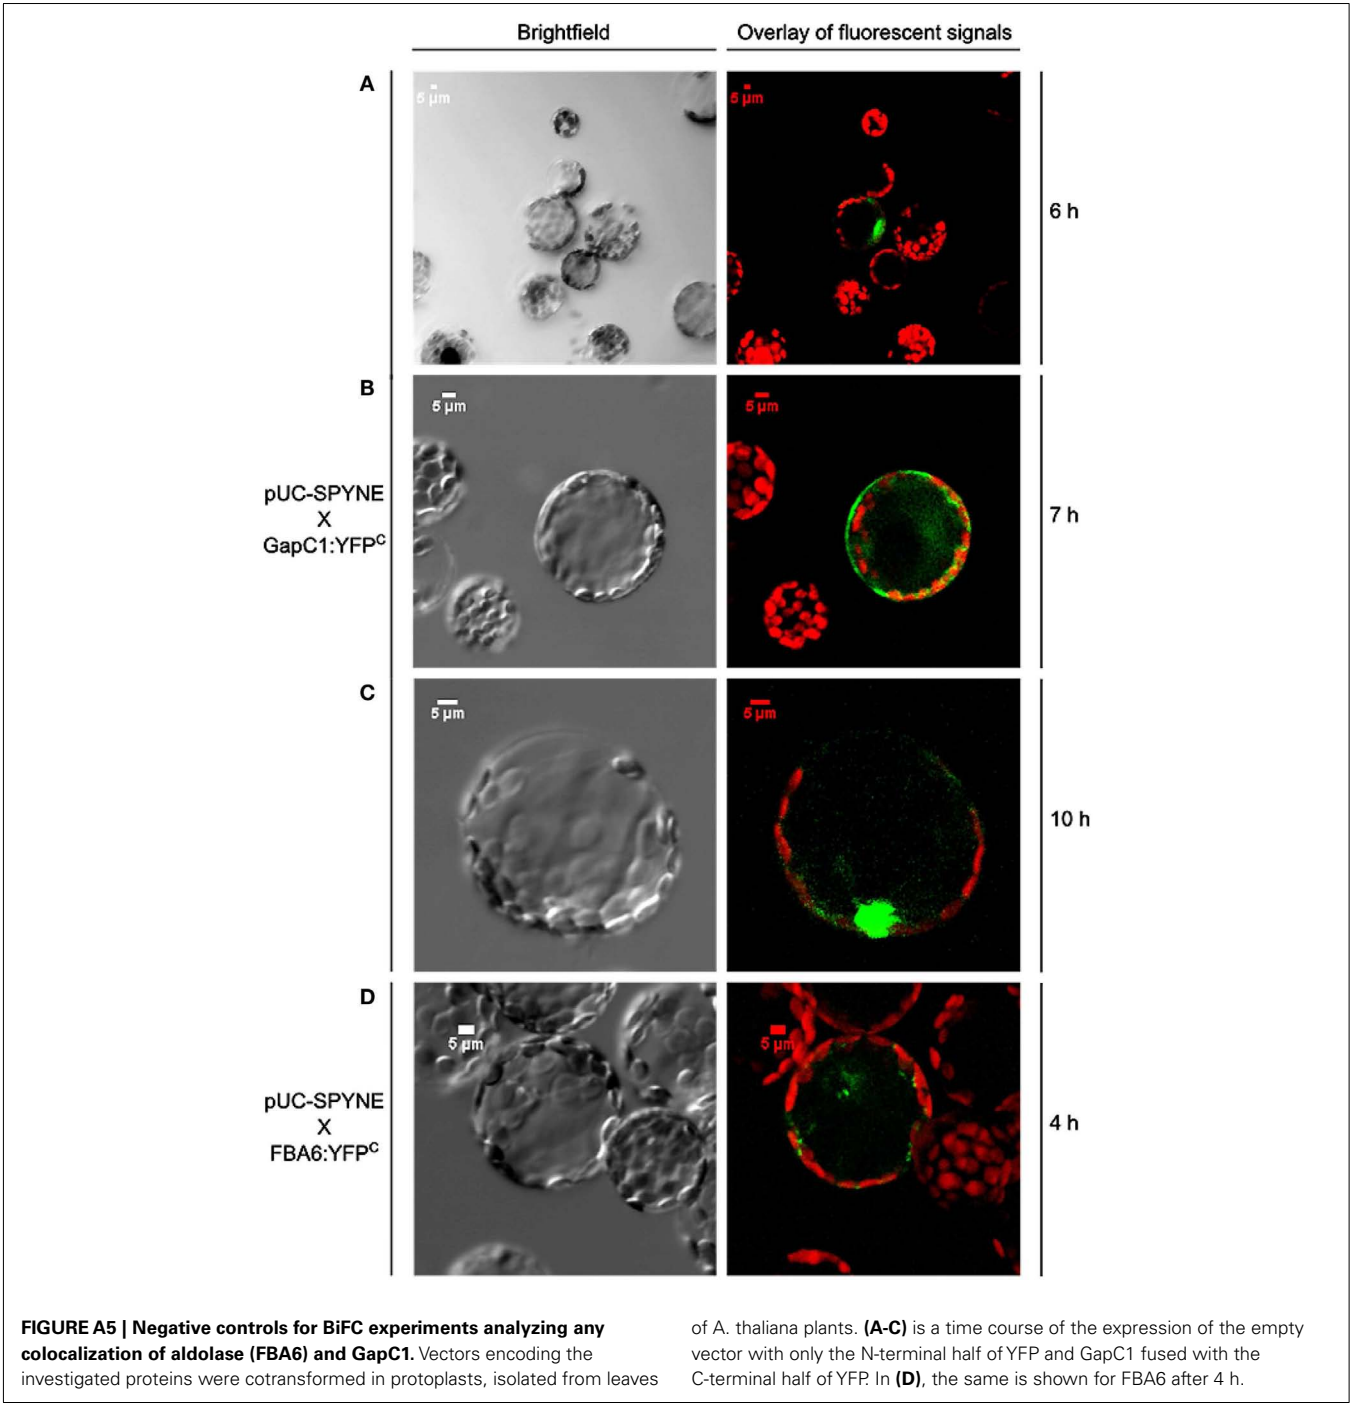 Brightfield
Overlay of fluorescent signals
A
5 µm
5 µm
6 h
B
5 µm
5 µm
pUC-SPYNE
X
GapC1:YFPᶜ
7 h
C
5 µm
5 µm
10 h
D
5 µm
5 µm
pUC-SPYNE
X
FBA6:YFPᶜ
4 h
FIGURE A5 | Negative controls for BiFC experiments analyzing any
colocalization of aldolase (FBA6) and GapC1. Vectors encoding the
investigated proteins were cotransformed in protoplasts, isolated from leaves
of A. thaliana plants. (A-C) is a time course of the expression of the empty
vector with only the N-terminal half of YFP and GapC1 fused with the
C-terminal half of YFP. In (D), the same is shown for FBA6 after 4 h.